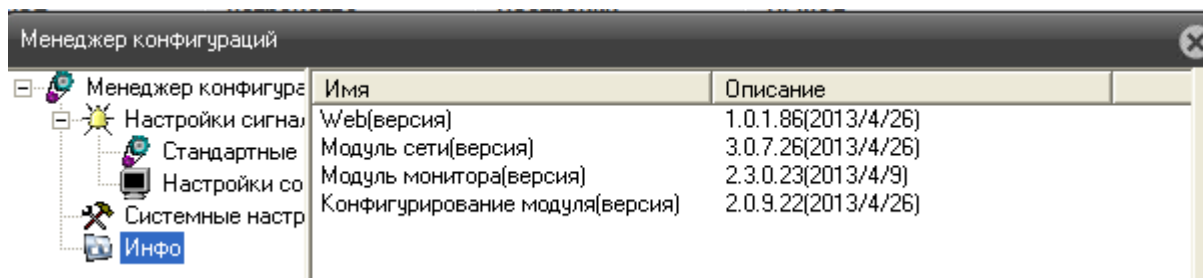 Менеджер конфигураций
Менеджер конфигура
Настройки сигнал
Стандартные
Настройки со
Системные настр
Инфо
Имя Описание
Web(версия) 1.0.1.86(2013/4/26)
Модуль сети(версия) 3.0.7.26(2013/4/26)
Модуль монитора(версия) 2.3.0.23(2013/4/9)
Конфигурирование модуля(версия) 2.0.9.22(2013/4/26)